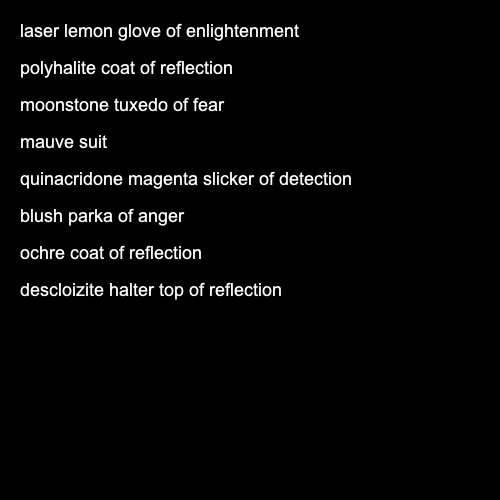 laser lemon glove of enlightenment
polyhalite coat of reflection
moonstone tuxedo of fear
mauve suit
quinacridone magenta slicker of detection
blush parka of anger
ochre coat of reflection
descloizite halter top of reflection